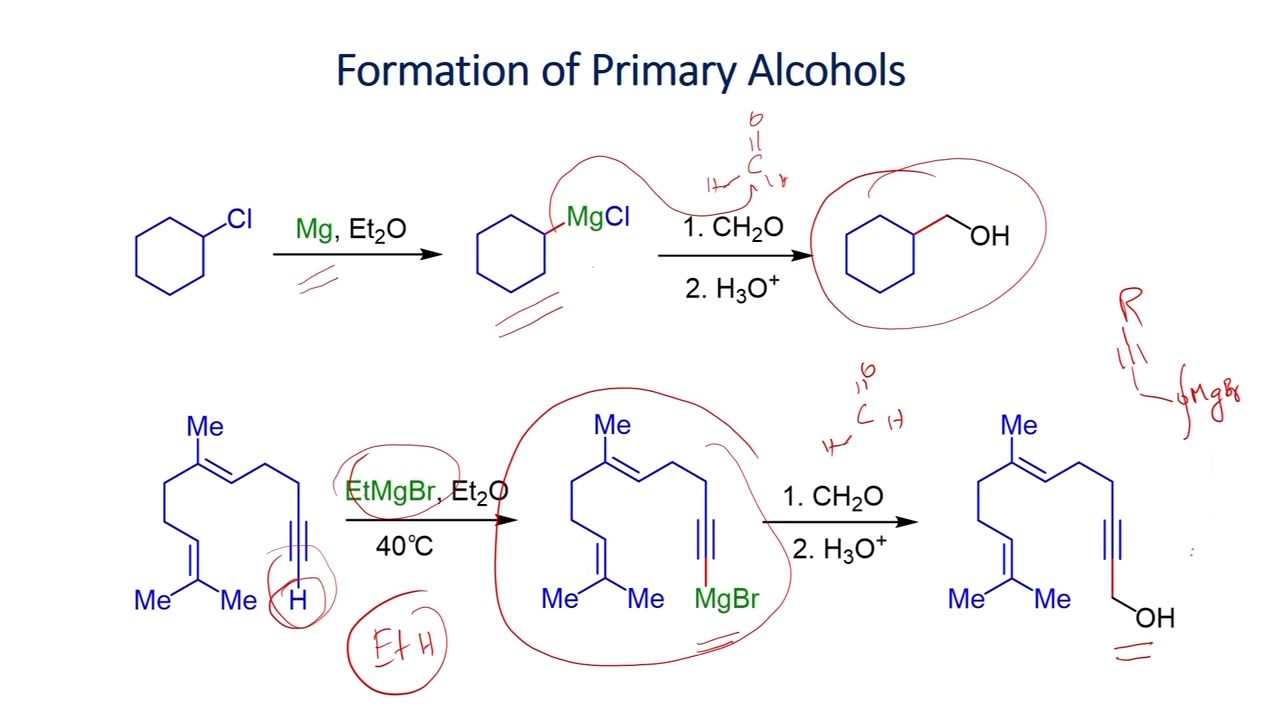 Formation of Primary Alcohols
O
H C H
Cl
Mg, Et₂O
MgCl
1. CH₂O
2. H₃O⁺
OH
R
OMgBr
O
H C H
Me
EtMgBr, Et₂O
40℃
Me
1. CH₂O
2. H₃O⁺
Me
Me Me H
EtH
Me Me MgBr
Me Me OH